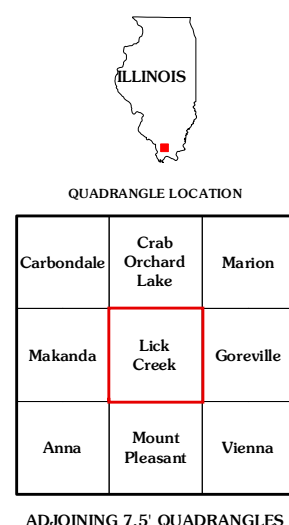 ILLINOIS
QUADRANGLE LOCATION
Carbondale
Crab
Orchard
Lake
Marion
Makanda
Lick
Creek
Goreville
Anna
Mount
Pleasant
Vienna
ADJOINING 7.5' QUADRANGLES